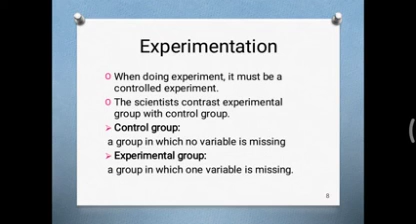 Experimentation
When doing experiment, it must be a
controlled experiment.
The scientists contrast experimental
group with control group.
Control group:
a group in which no variable is missing
Experimental group:
a group in which one variable is missing.
8